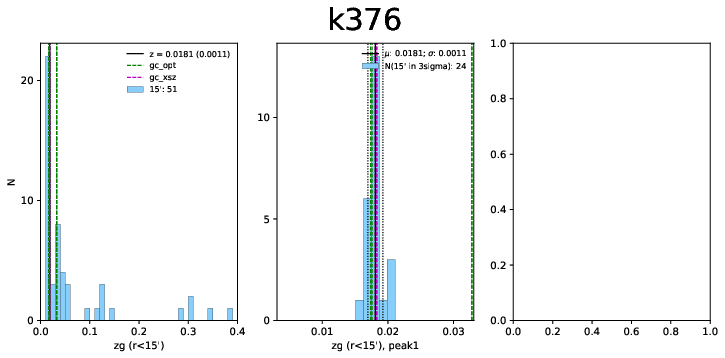 k376
z = 0.0181 (0.0011)
gc_opt
gc_xsz
15': 51
N
0
10
20
0.0 0.1 0.2 0.3 0.4
zg (r<15')
μ: 0.0181; σ: 0.0011
N(15' in 3sigma): 24
0
5
10
0.01 0.02 0.03
zg (r<15'), peak1
1.0
0.8
0.6
0.4
0.2
0.0
0.0 0.2 0.4 0.6 0.8 1.0